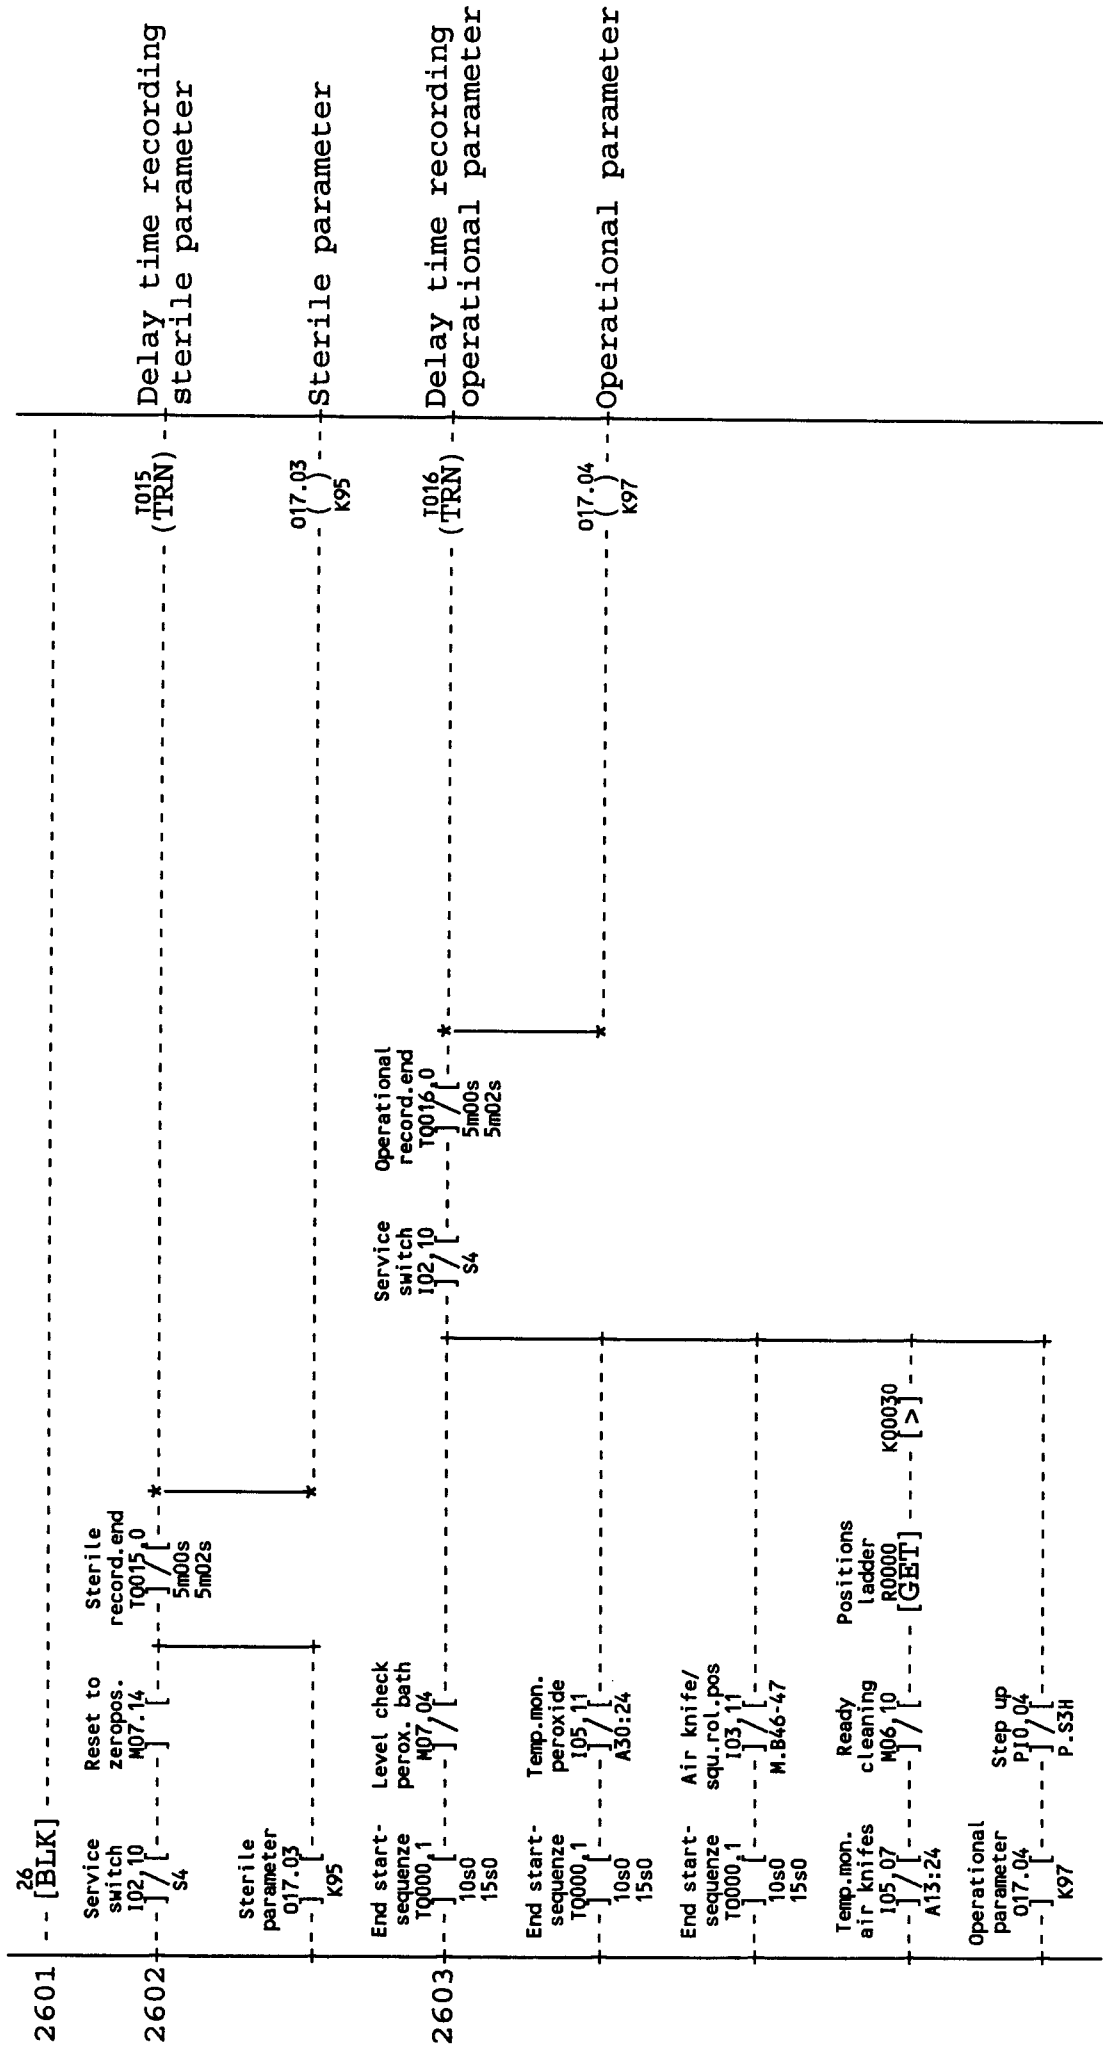 2601
26
-- [BLK]
2602
Service
switch
I02,10
]/[
S4
Reset to
zeropos.
M07.14
] [
Sterile
record.end
TQ015,0
]/[
5m00s
5m02s
T015
(TRN)
Delay time recording
sterile parameter
Sterile
parameter
O17.03
] [
K95
O17.03
( )
K95
Sterile parameter
2603
End start-
sequenze
TQ000,1
] [
10s0
15s0
Level check
perox. bath
M07,04
]/[
Service
switch
I02,10
]/[
S4
Operational
record.end
TQ016,0
]/[
5m00s
5m02s
T016
(TRN)
Delay time recording
operational parameter
End start-
sequenze
TQ000,1
] [
10s0
15s0
Temp.mon.
peroxide
I05,11
]/[
A30:24
O17.04
( )
K97
Operational parameter
End start-
sequenze
TQ000,1
] [
10s0
15s0
Air knife/
squ.rol.pos
I03,11
]/[
M.B46-47
Temp.mon.
air knifes
I05,07
]/[
A13:24
Ready
cleaning
M06,10
]/[
Positions
ladder
R0000
[GET]
KQ0030
[>]
Operational
parameter
O17.04
] [
K97
Step up
P10,04
]/[
P.S3H